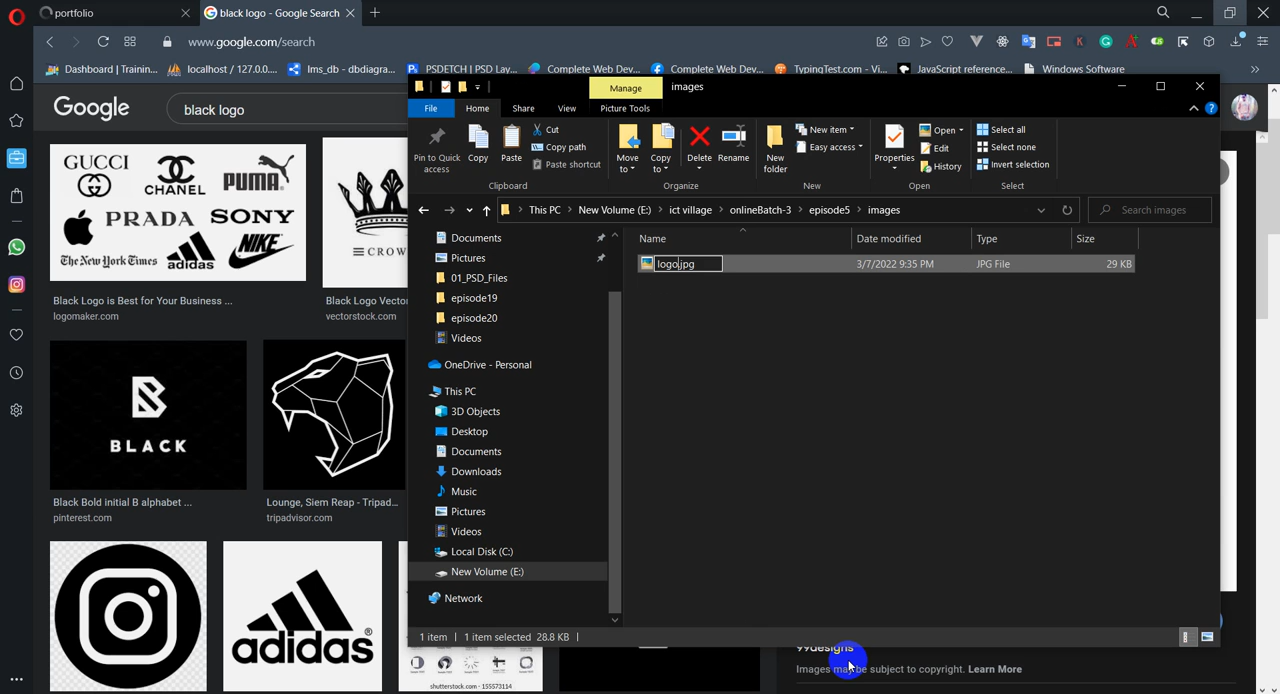 portfolio
black logo - Google Search
www.google.com/search
Dashboard | Trainin...
localhost / 127.0.0....
lms_db - dbdiagra...
PSDETCH | PSD Lay...
Complete Web Dev...
Complete Web Dev...
TypingTest.com - Vi...
JavaScript reference...
Windows Software
Google
black logo
GUCCI
CHANEL
PUMA
PRADA
SONY
The New York Times
adidas
NIKE
CROW
Black Logo is Best for Your Business ...
logomaker.com
Black Logo Vecto
vectorstock.com
B
BLACK
Black Bold initial B alphabet ...
pinterest.com
Lounge, Siem Reap - Tripad...
tripadvisor.com
adidas
shutterstock.com · 155573114
99designs
Images may be subject to copyright. Learn More
Manage
images
File
Home
Share
View
Picture Tools
Pin to Quick
access
Copy
Paste
Cut
Copy path
Paste shortcut
Clipboard
Move
to
Copy
to
Delete
Rename
Organize
New
folder
New item
Easy access
New
Properties
Open
Edit
History
Open
Select all
Select none
Invert selection
Select
This PC > New Volume (E:) > ict village > onlineBatch-3 > episode5 > images
Search images
Documents
Pictures
01_PSD_Files
episode19
episode20
Videos
OneDrive - Personal
This PC
3D Objects
Desktop
Documents
Downloads
Music
Pictures
Videos
Local Disk (C:)
New Volume (E:)
Network
Name
Date modified
Type
Size
logo.jpg
3/7/2022 9:35 PM
JPG File
29 KB
1 item
1 item selected 28.8 KB